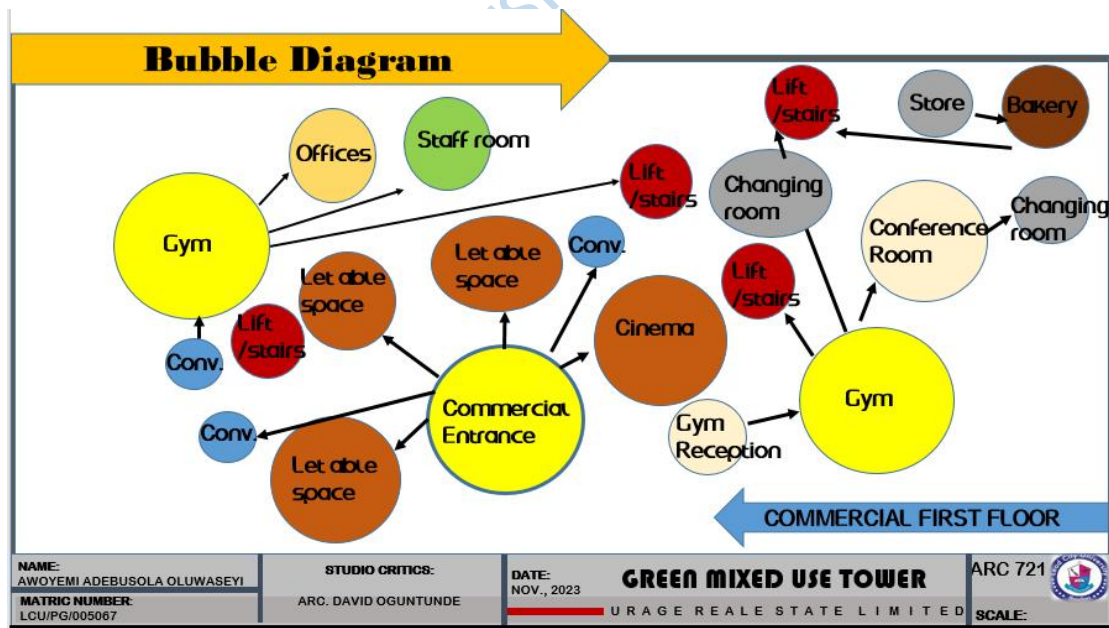 Bubble Diagram
Offices
Staff room
Gym
Lift
/stairs
Let able
space
Conv.
Let able
space
Lift
/stairs
Conv.
Conv.
Let able
space
Commercial
Entrance
Cinema
Lift
/stairs
Store
Bakery
Changing
room
Conference
Room
Changing
room
Lift
/stairs
Gym
Gym
Reception
COMMERCIAL FIRST FLOOR
NAME:
AWOYEMI ADEBUSOLA OLUWASEYI
MATRIC NUMBER:
LCU/PG/005067
STUDIO CRITICS:
ARC. DAVID OGUNTUNDE
DATE:
NOV., 2023
GREEN MIXED USE TOWER
URAGE REALE STATE LIMITED
ARC 721
SCALE: